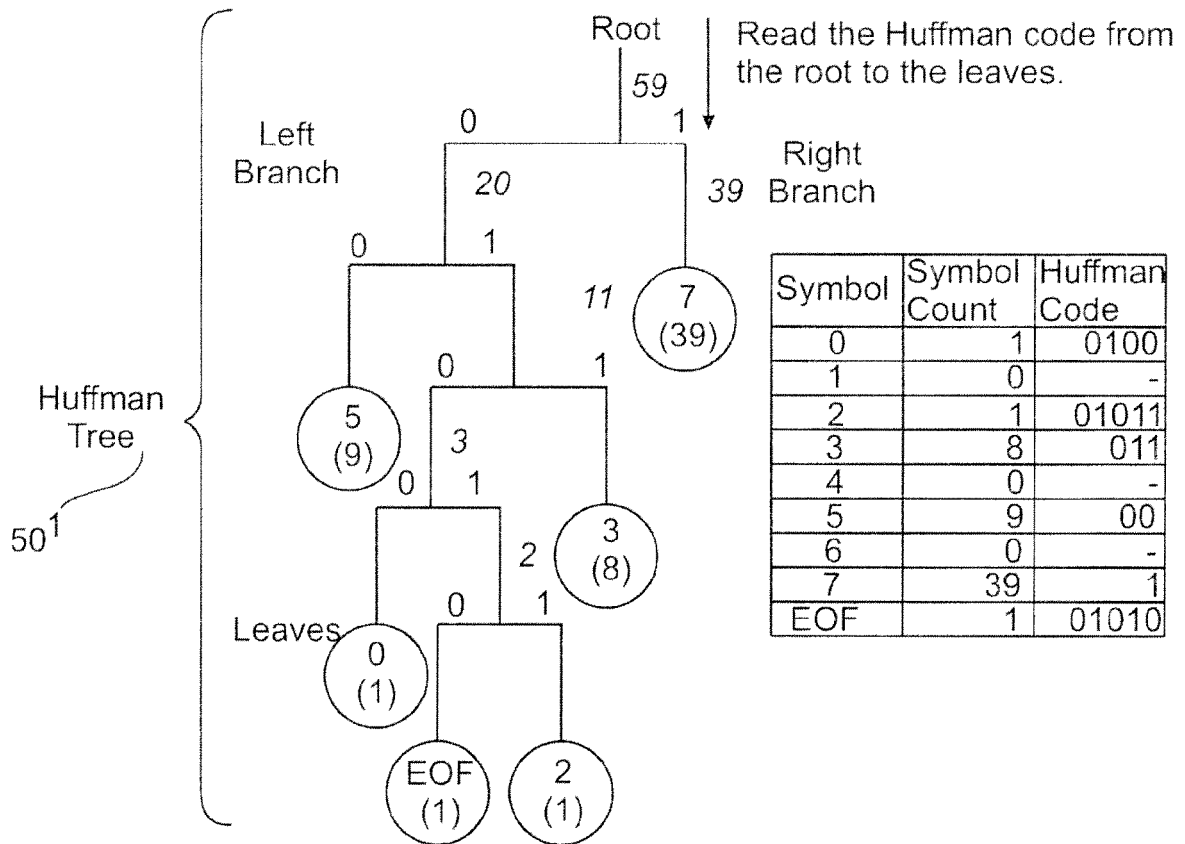 Root
Read the Huffman code from
the root to the leaves.
59
0 1
Left
Branch
20
39
Right
Branch
0 1
11
7
(39)
0 1
Huffman
Tree
50¹
5
(9)
3
0 1
3
(8)
2
0 1
Leaves
0
(1)
EOF
(1)
2
(1)
Symbol Symbol Count Huffman Code
0 1 0100
1 0 -
2 1 01011
3 8 011
4 0 -
5 9 00
6 0 -
7 39 1
EOF 1 01010